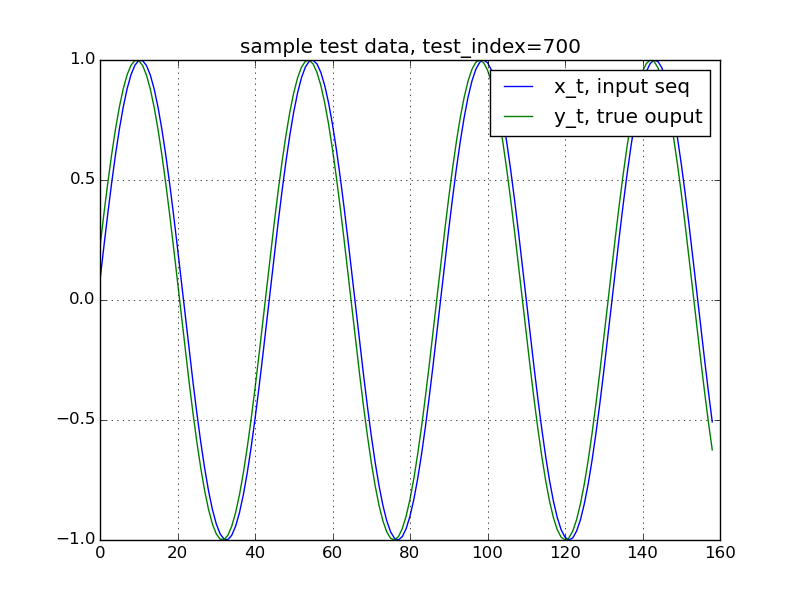 sample test data, test_index=700
x_t, input seq
y_t, true ouput
1.0
0.5
0.0
−0.5
−1.0
0 20 40 60 80 100 120 140 160